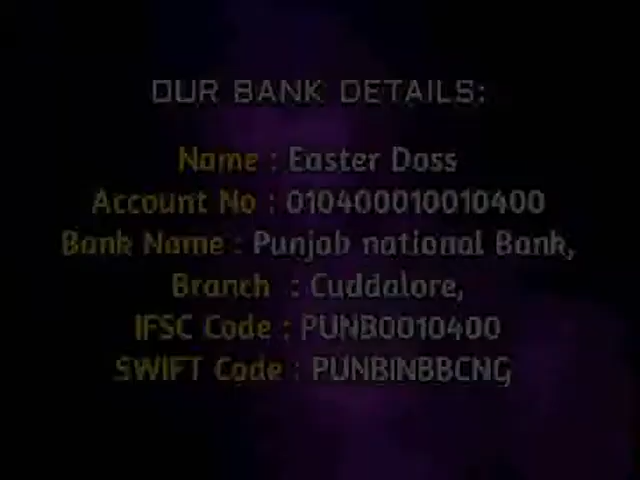 OUR BANK DETAILS:
Name : Easter Doss
Account No : 010400010010400
Bank Name : Punjab national Bank,
Branch : Cuddalore,
IFSC Code : PUNB0010400
SWIFT Code : PUNBINBBCNG